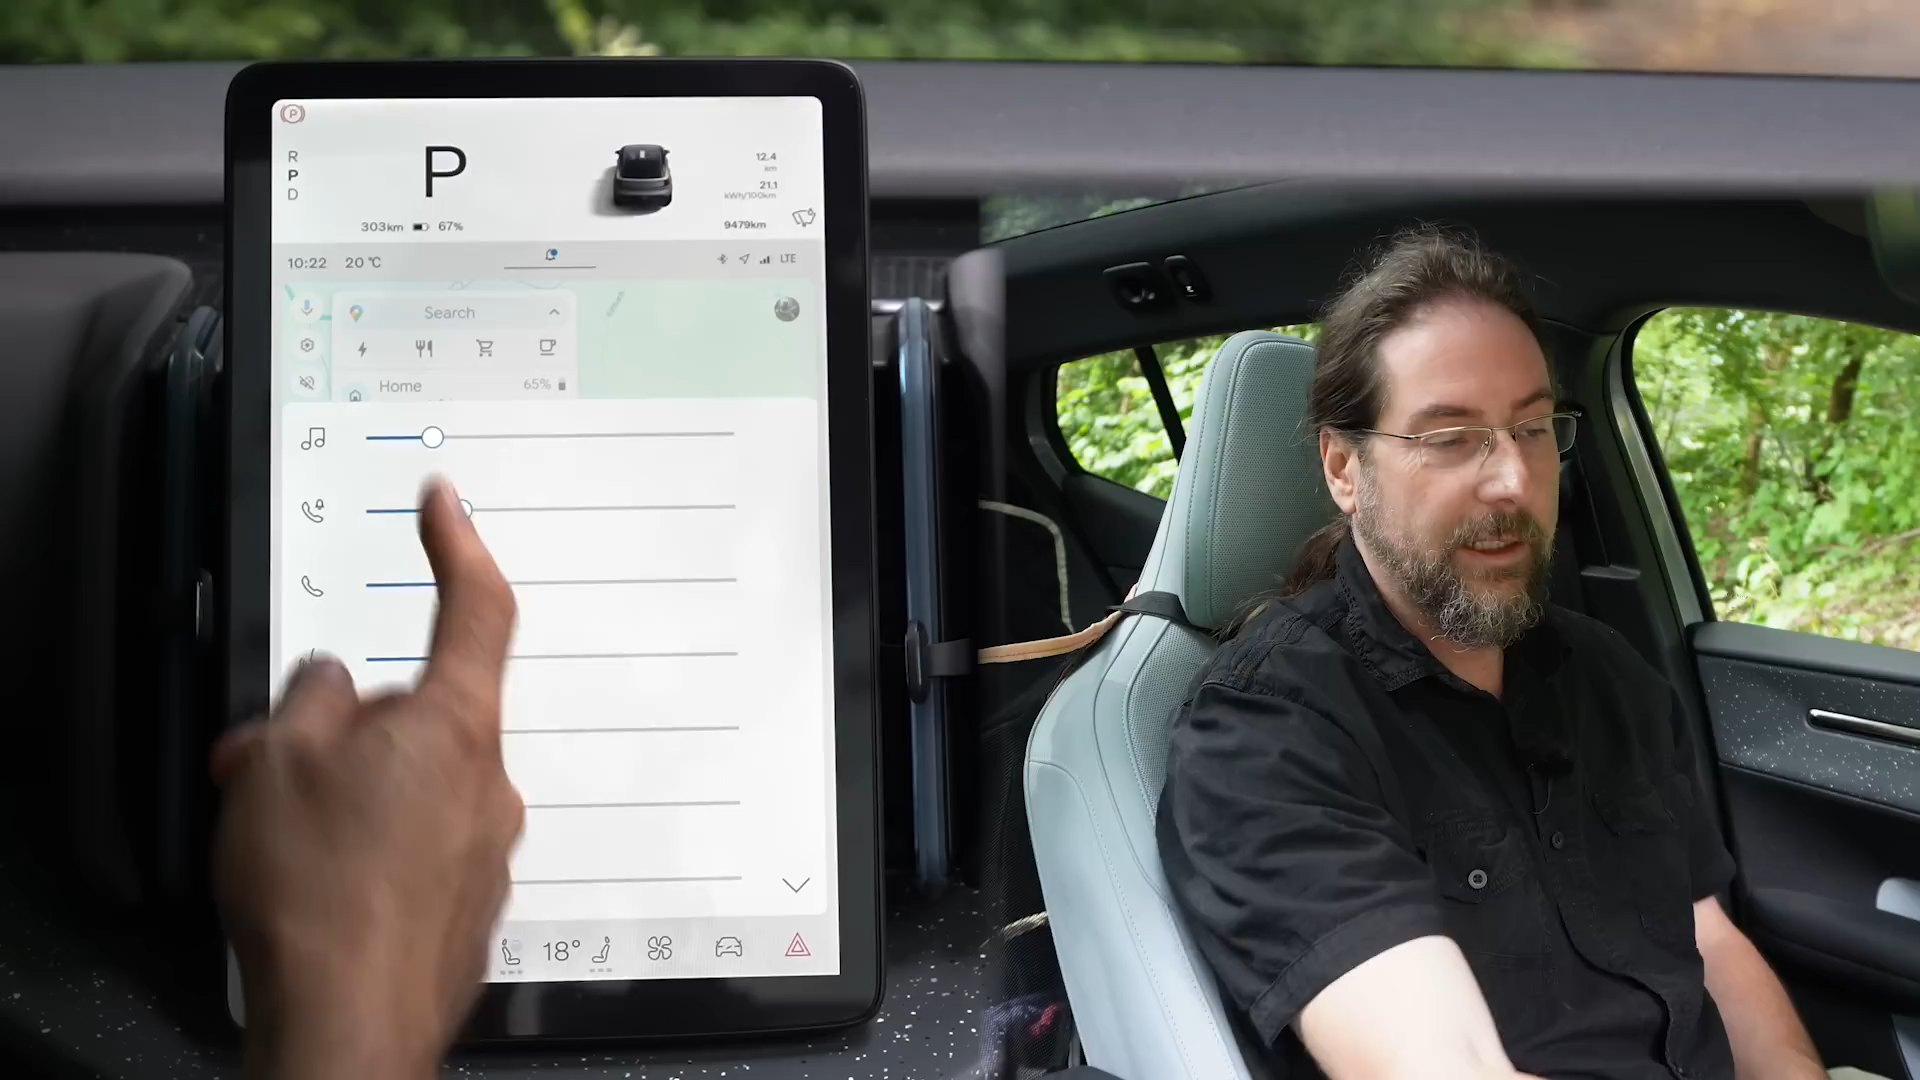 P
R
P
D
P
12.4
km
21.1
kWh/100km
303km 67%
9479km
10:22 20°C
LTE
Search
Home 65%
18°